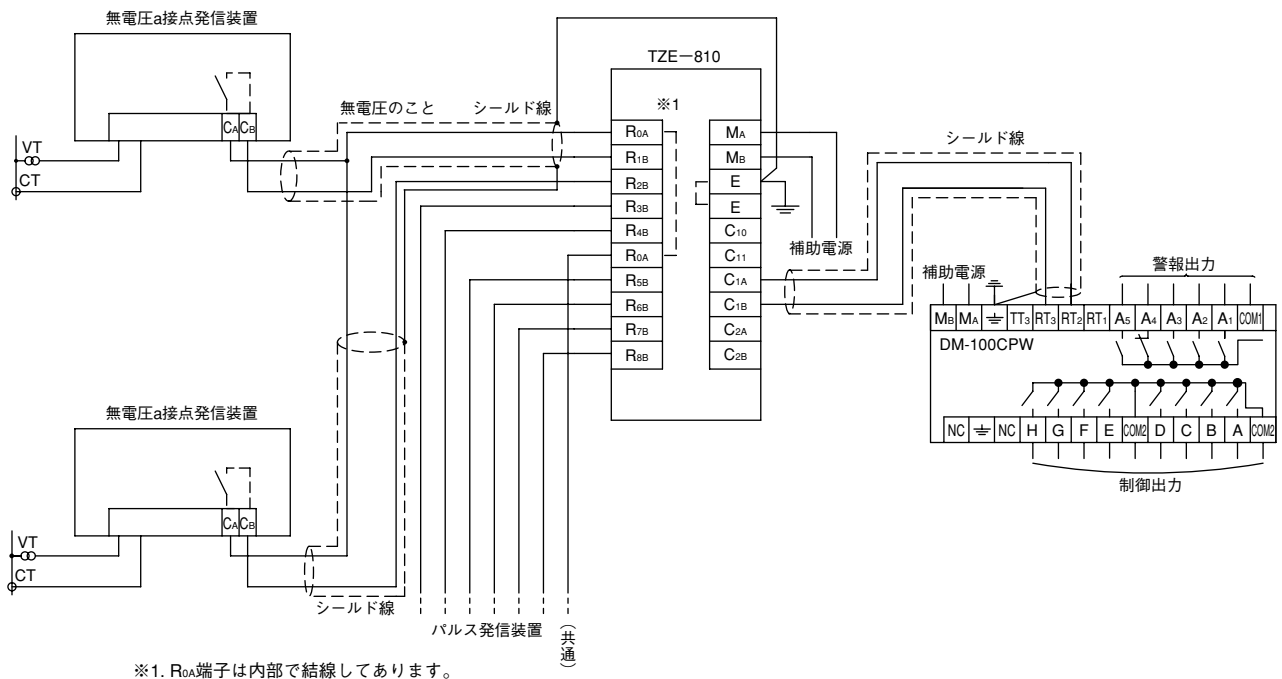 無電圧a接点発信装置
CA CB
VT
CT
無電圧のこと
シールド線
TZE－810
※1
R0A
R1B
R2B
R3B
R4B
R0A
R5B
R6B
R7B
R8B
MA
MB
E
E
C10
C11
C1A
C1B
C2A
C2B
補助電源
シールド線
補助電源
警報出力
MB MA TT3 RT3 RT2 RT1 A5 A4 A3 A2 A1 COM1
DM-100CPW
NC NC H G F E COM2 D C B A COM2
制御出力
無電圧a接点発信装置
CA CB
VT
CT
シールド線
パルス発信装置
（共通）
※1. R0A端子は内部で結線してあります。